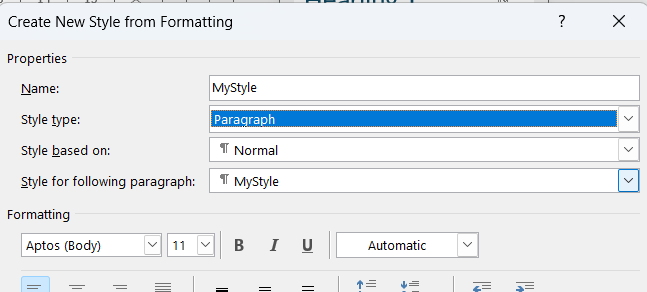 Create New Style from Formatting ? ×
Properties
Name: MyStyle
Style type: Paragraph
Style based on: ¶ Normal
Style for following paragraph: ¶ MyStyle
Formatting
Aptos (Body) 11 B I U Automatic